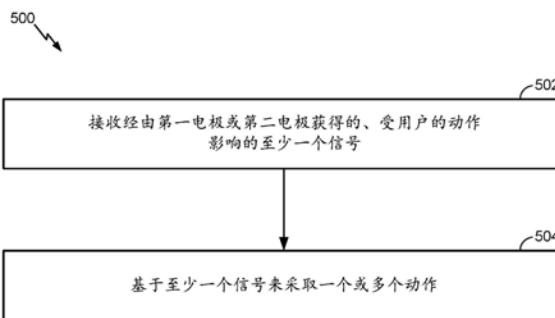 500
502
接收经由第一电极或第二电极获得的、受用户的动作
影响的至少一个信号
504
基于至少一个信号来采取一个或多个动作